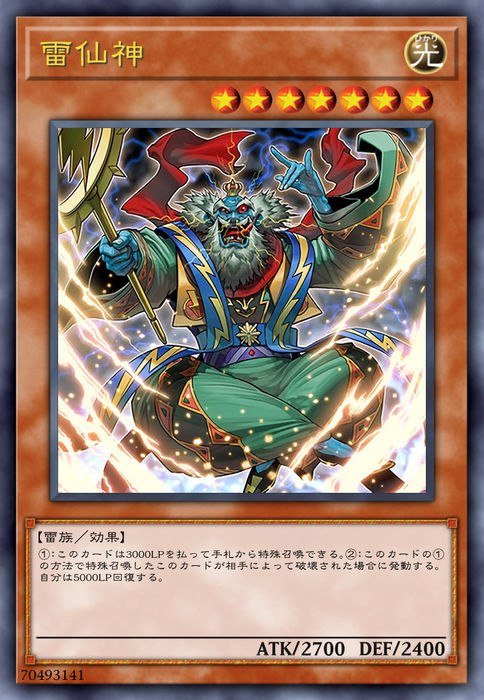 雷仙神
ひかり
光
【雷族／効果】
①:このカードは3000LPを払って手札から特殊召喚できる。②:このカードの①
の方法で特殊召喚したこのカードが相手によって破壊された場合に発動する。
自分は5000LP回復する。
ATK/2700 DEF/2400
70493141